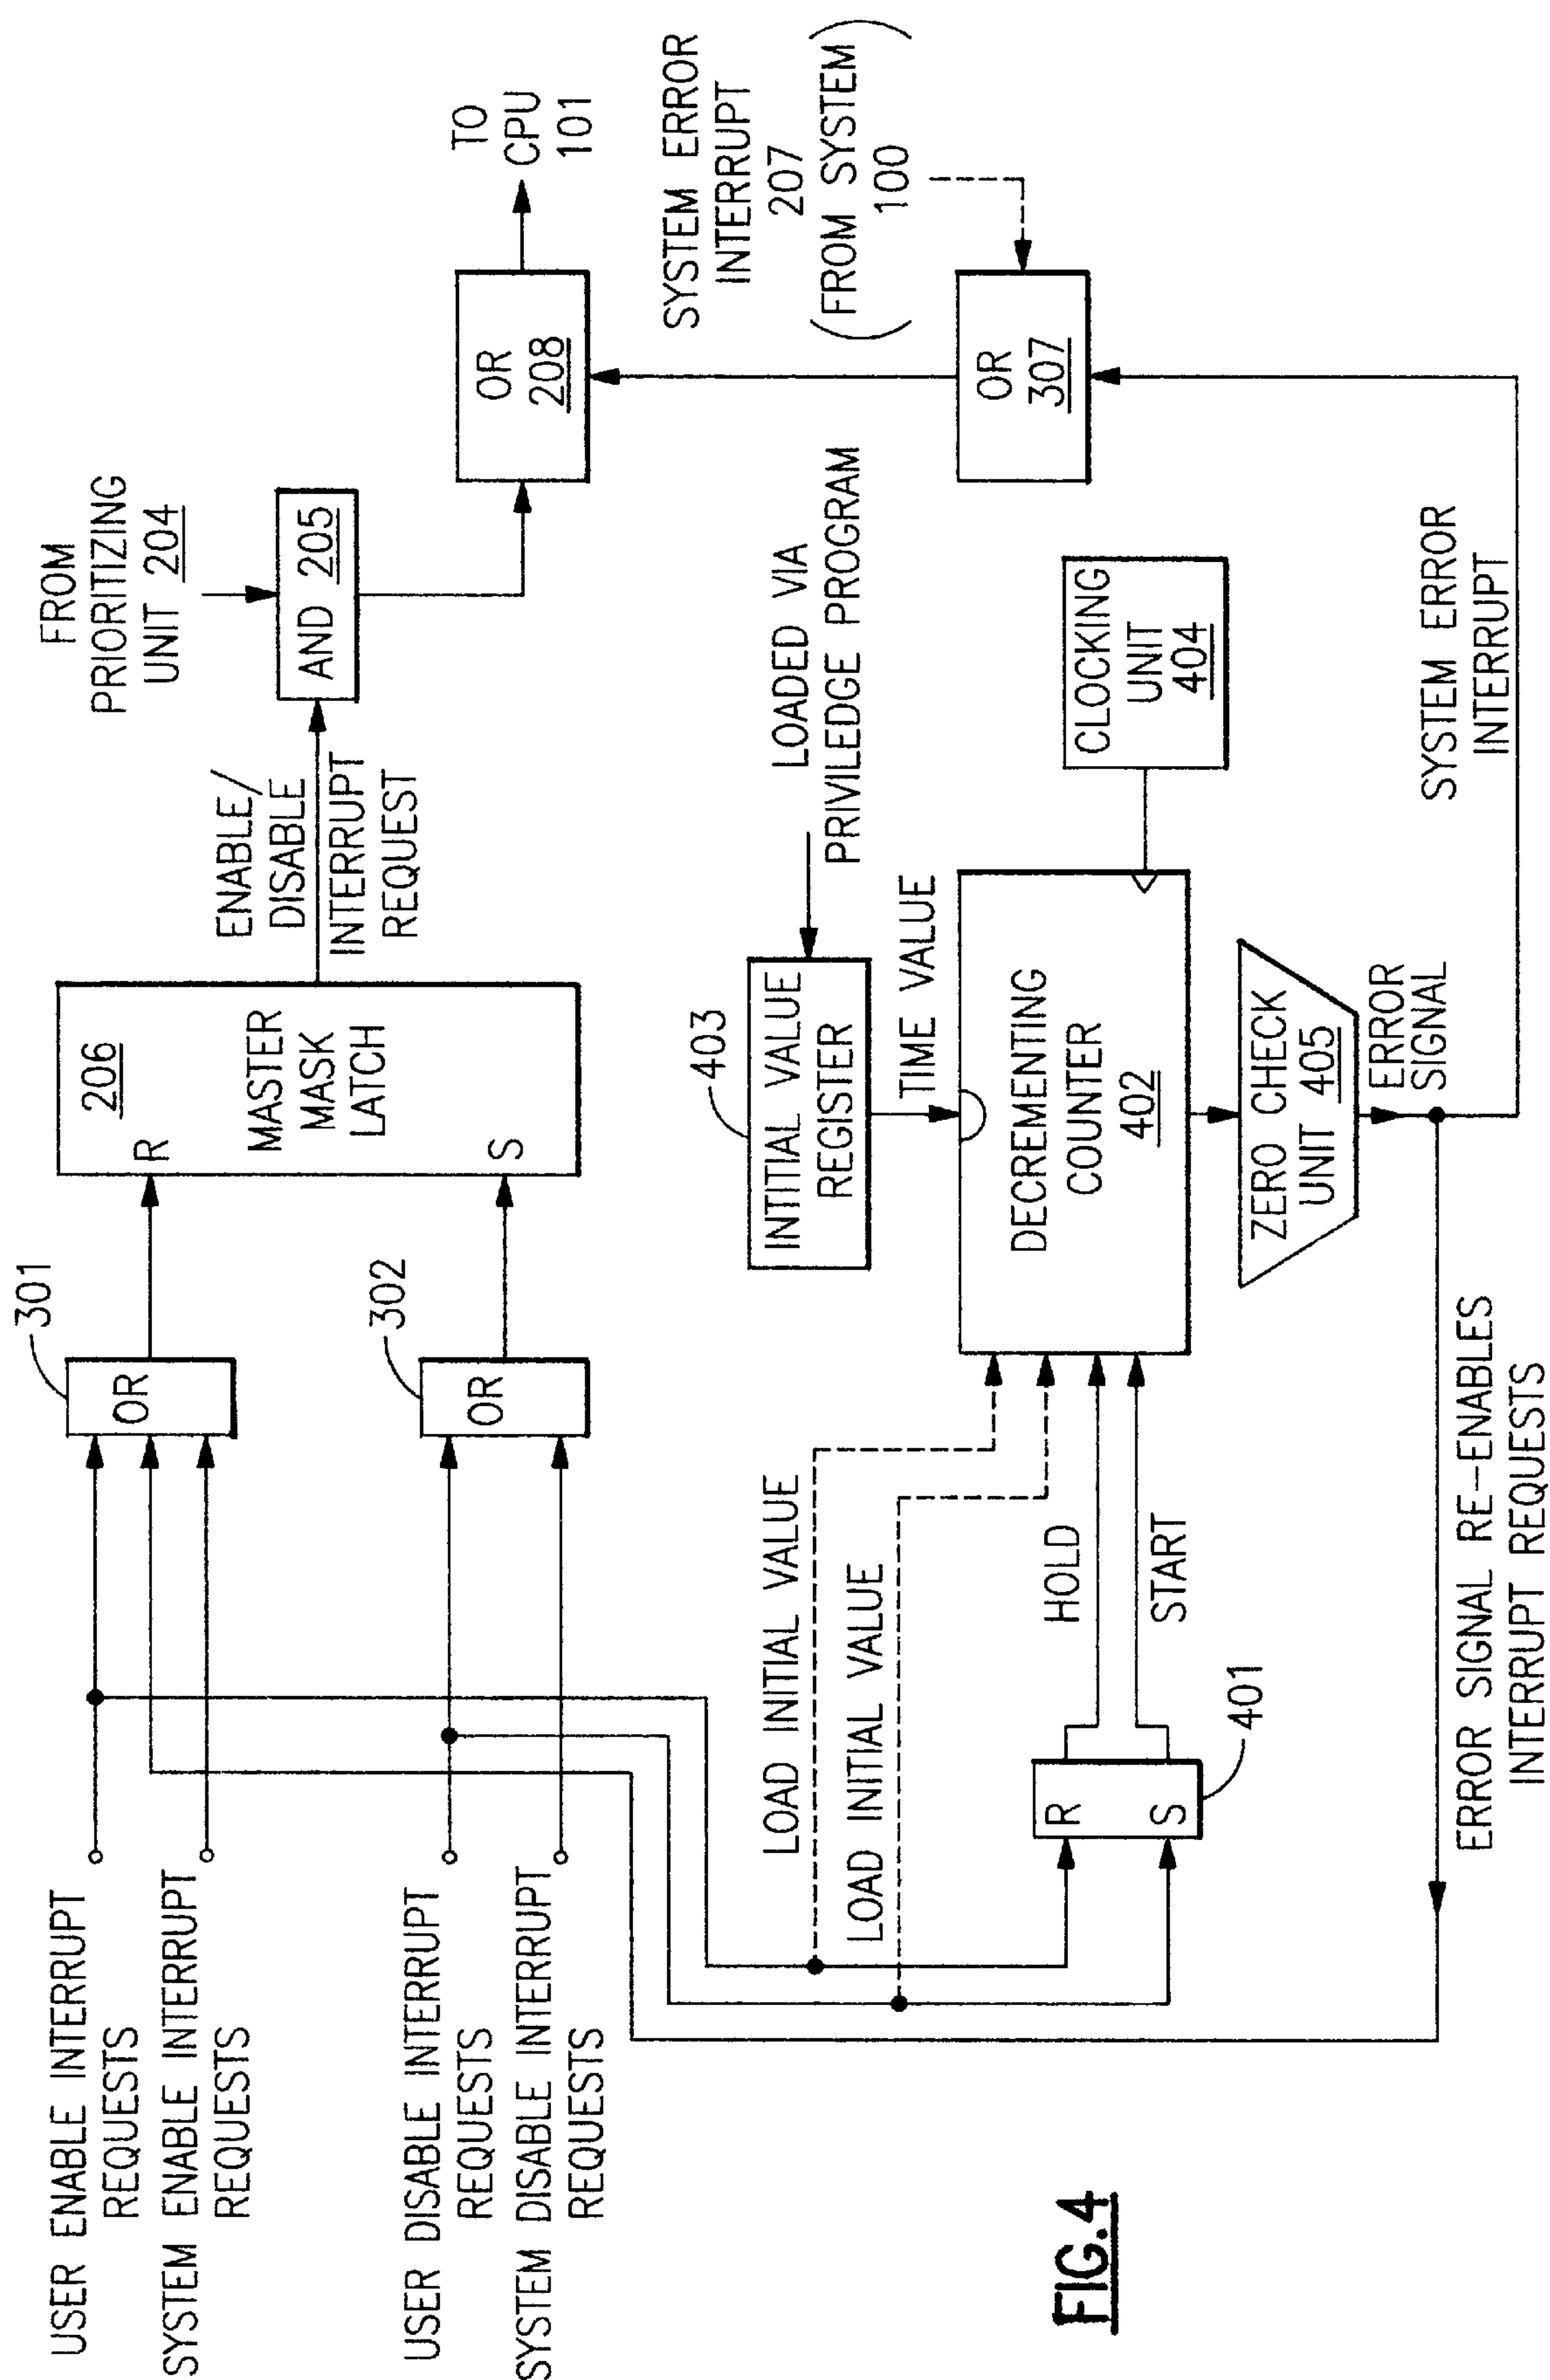 USER ENABLE INTERRUPT
REQUESTS
SYSTEM ENABLE INTERRUPT
REQUESTS
USER DISABLE INTERRUPT
REQUESTS
SYSTEM DISABLE INTERRUPT
REQUESTS
301
OR
302
OR
206
R
MASTER
MASK
LATCH
S
ENABLE/
DISABLE
INTERRUPT
REQUEST
FROM
PRIORITIZING
UNIT 204
AND 205
OR
208
TO
CPU
101
SYSTEM ERROR
INTERRUPT
207
(FROM SYSTEM)
100
OR
307
LOADED VIA
PRIVILEDGE PROGRAM
403
INTITIAL VALUE
REGISTER
TIME VALUE
LOAD INITIAL VALUE
LOAD INITIAL VALUE
HOLD
START
R
S
401
DECREMENTING
COUNTER
402
CLOCKING
UNIT
404
ZERO CHECK
UNIT 405
ERROR
SIGNAL
SYSTEM ERROR
INTERRUPT
ERROR SIGNAL RE-ENABLES
INTERRUPT REQUESTS
FIG.4